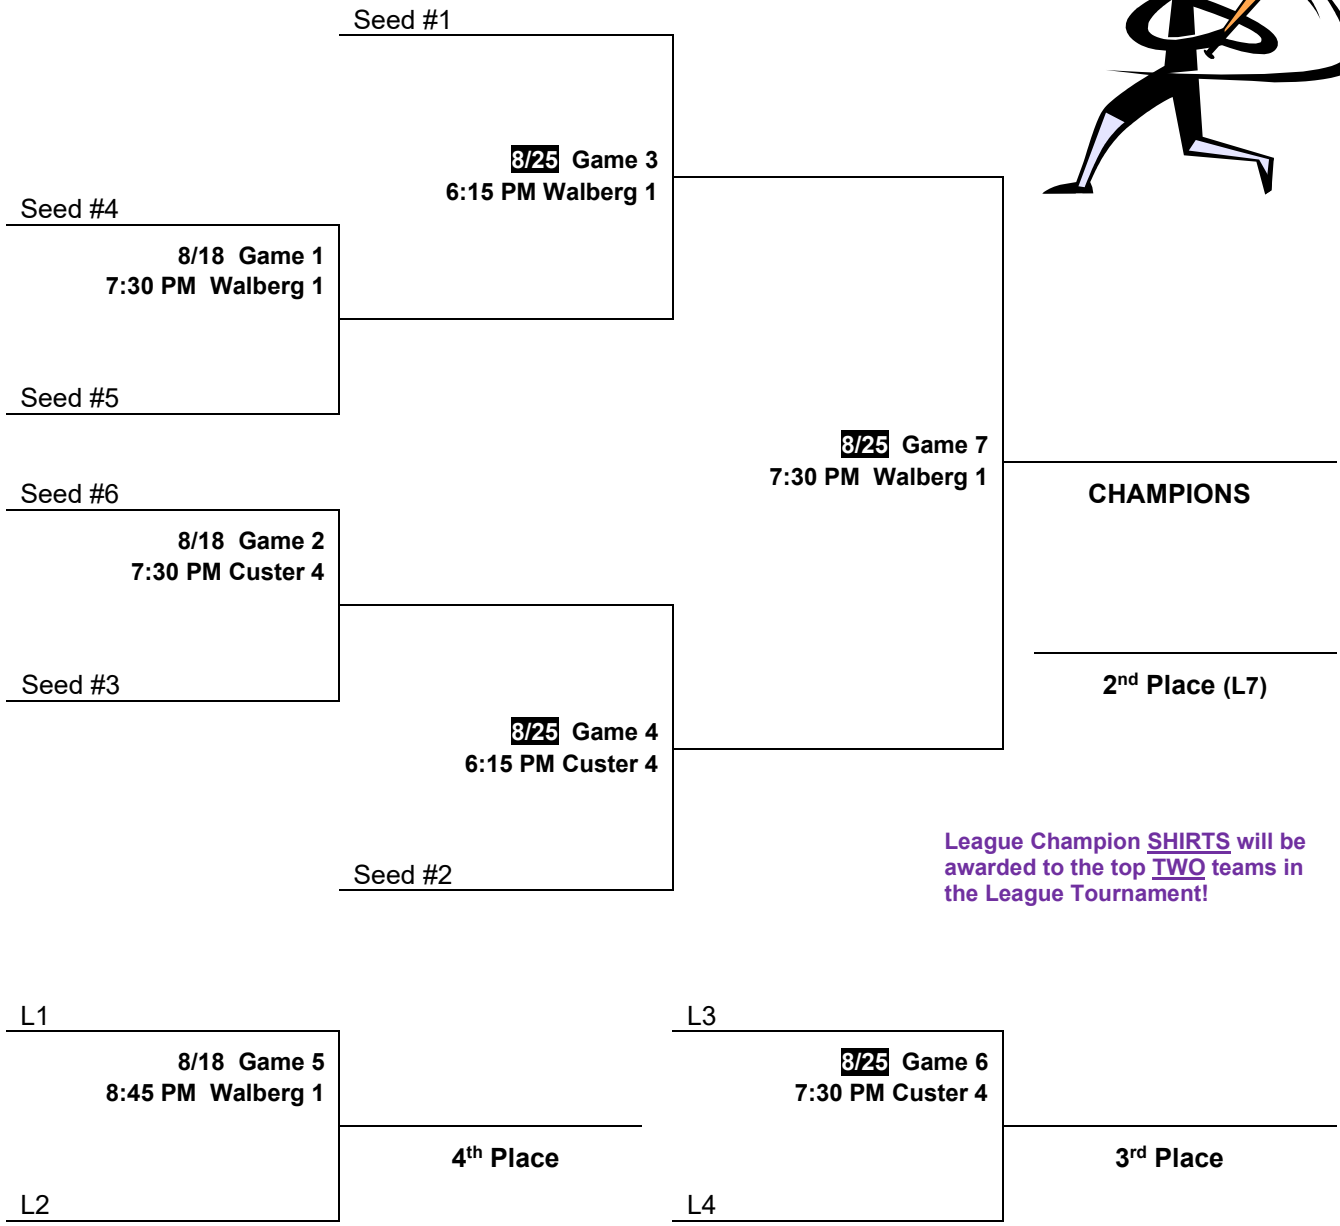 Seed #1
8/25 Game 3
6:15 PM Walberg 1
Seed #4
8/18 Game 1
7:30 PM Walberg 1
Seed #5
8/25 Game 7
7:30 PM Walberg 1
CHAMPIONS
Seed #6
8/18 Game 2
7:30 PM Custer 4
Seed #3
2nd Place (L7)
8/25 Game 4
6:15 PM Custer 4
Seed #2
League Champion SHIRTS will be
awarded to the top TWO teams in
the League Tournament!
L1
8/18 Game 5
8:45 PM Walberg 1
4th Place
L2
L3
8/25 Game 6
7:30 PM Custer 4
3rd Place
L4